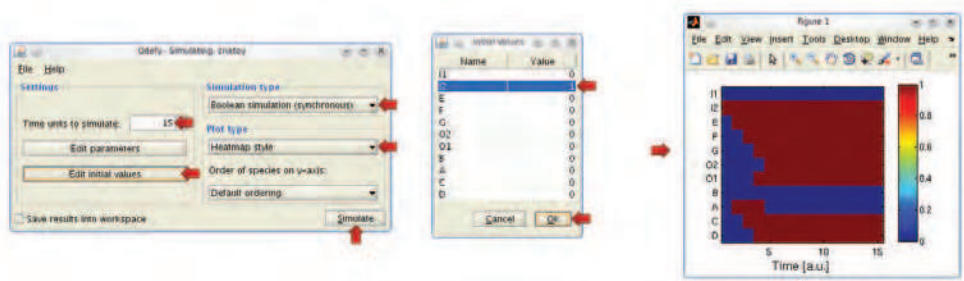 Odefy - Simulating: cnatoy
File Help
Settings
Time units to simulate: 15
Edit parameters
Edit initial values
Save results into workspace
Simulation type
Boolean simulation (synchronous)
Plot type
Heatmap style
Order of species on y-axis:
Default ordering
Simulate
Initial values
Name Value
I1 0
I2 1
E 0
F 0
G 0
O2 0
O1 0
B 0
A 0
C 0
D 0
Cancel Ok
Figure 1
File Edit View Insert Tools Desktop Window Help
I1
I2
E
F
G
O2
O1
B
A
C
D
5 10 15
Time [a.u.]
1
0.8
0.6
0.4
0.2
0